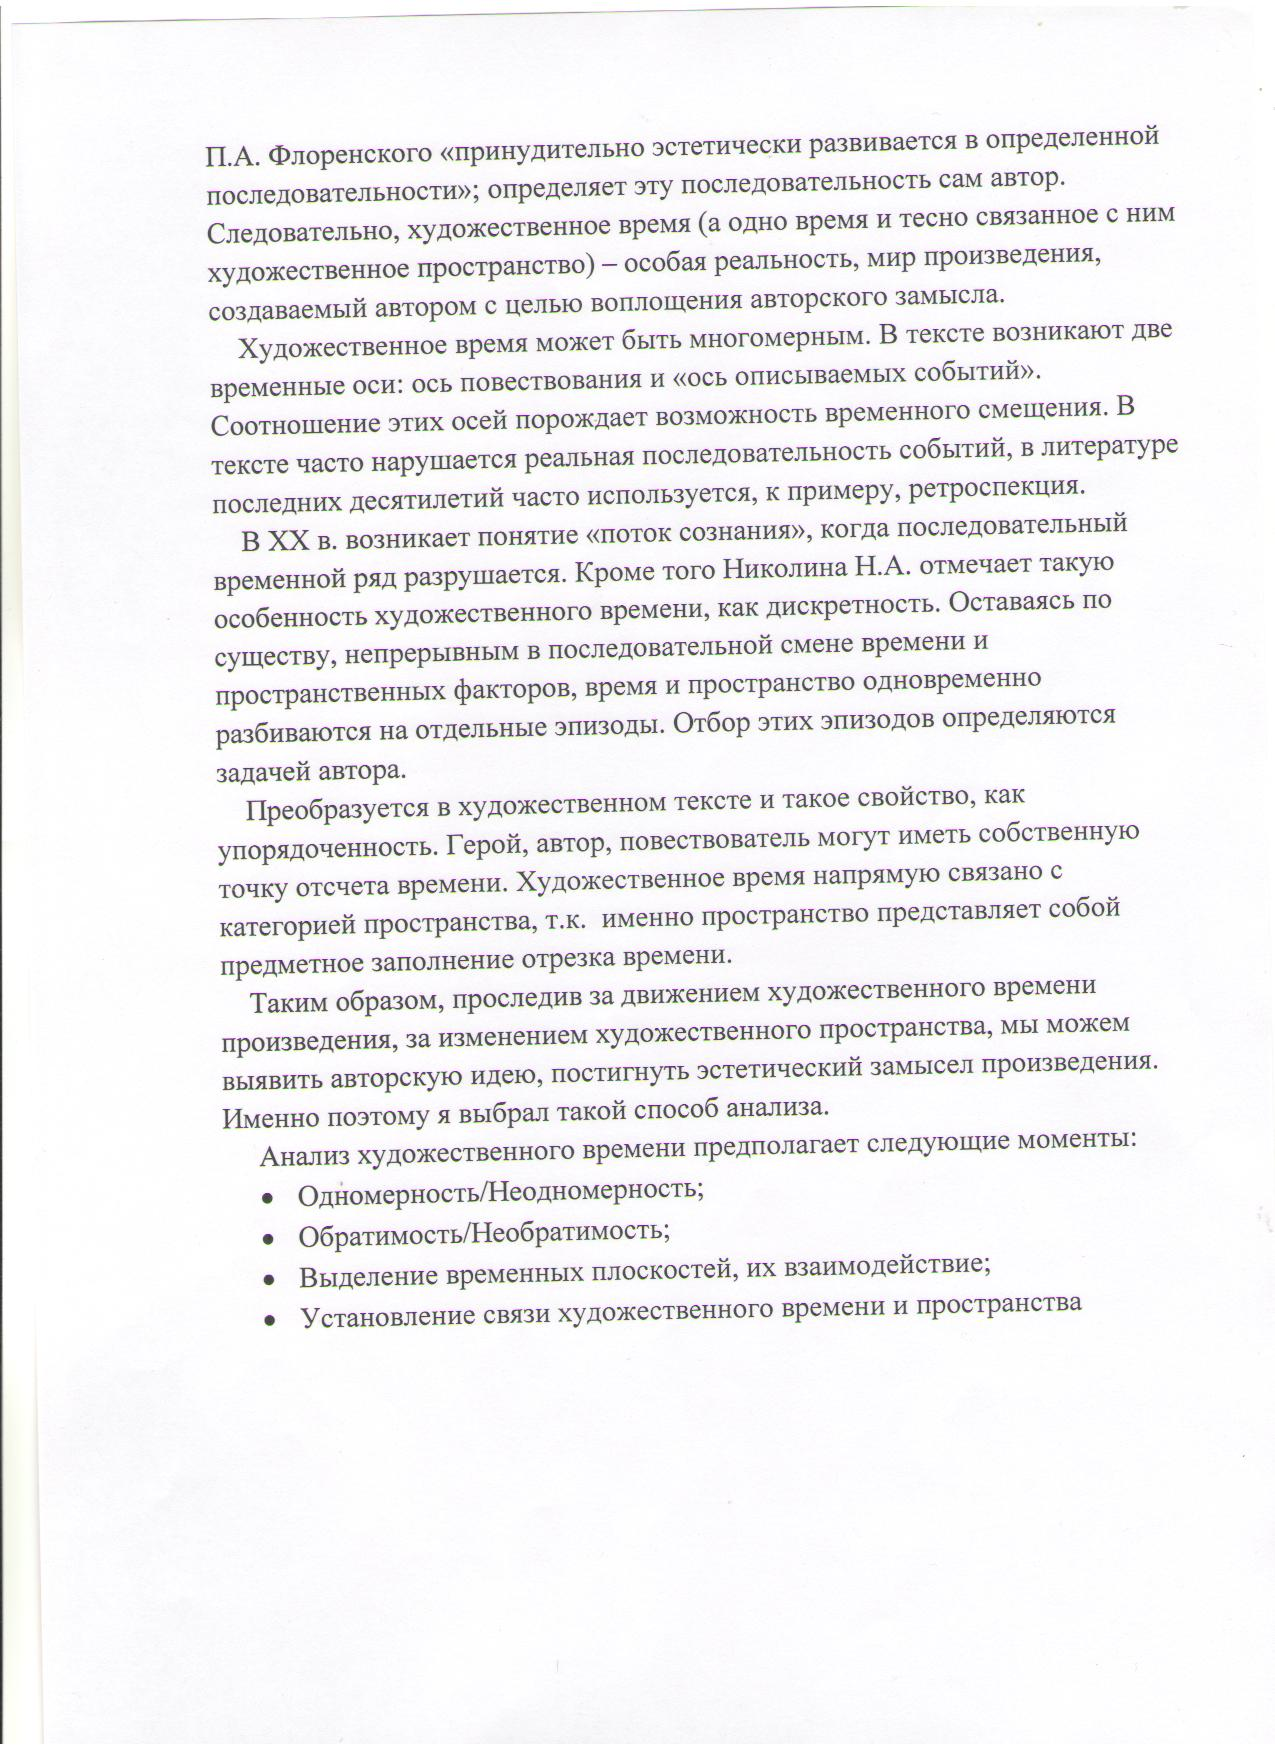 П.А. Флоренского «принудительно эстетически развивается в определенной
последовательности»; определяет эту последовательность сам автор.
Следовательно, художественное время (а одно время и тесно связанное с ним
художественное пространство) – особая реальность, мир произведения,
создаваемый автором с целью воплощения авторского замысла.
Художественное время может быть многомерным. В тексте возникают две
временные оси: ось повествования и «ось описываемых событий».
Соотношение этих осей порождает возможность временного смещения. В
тексте часто нарушается реальная последовательность событий, в литературе
последних десятилетий часто используется, к примеру, ретроспекция.
В XX в. возникает понятие «поток сознания», когда последовательный
временной ряд разрушается. Кроме того Николина Н.А. отмечает такую
особенность художественного времени, как дискретность. Оставаясь по
существу, непрерывным в последовательной смене времени и
пространственных факторов, время и пространство одновременно
разбиваются на отдельные эпизоды. Отбор этих эпизодов определяются
задачей автора.
Преобразуется в художественном тексте и такое свойство, как
упорядоченность. Герой, автор, повествователь могут иметь собственную
точку отсчета времени. Художественное время напрямую связано с
категорией пространства, т.к. именно пространство представляет собой
предметное заполнение отрезка времени.
Таким образом, проследив за движением художественного времени
произведения, за изменением художественного пространства, мы можем
выявить авторскую идею, постигнуть эстетический замысел произведения.
Именно поэтому я выбрал такой способ анализа.
Анализ художественного времени предполагает следующие моменты:
• Одномерность/Неодномерность;
• Обратимость/Необратимость;
• Выделение временных плоскостей, их взаимодействие;
• Установление связи художественного времени и пространства